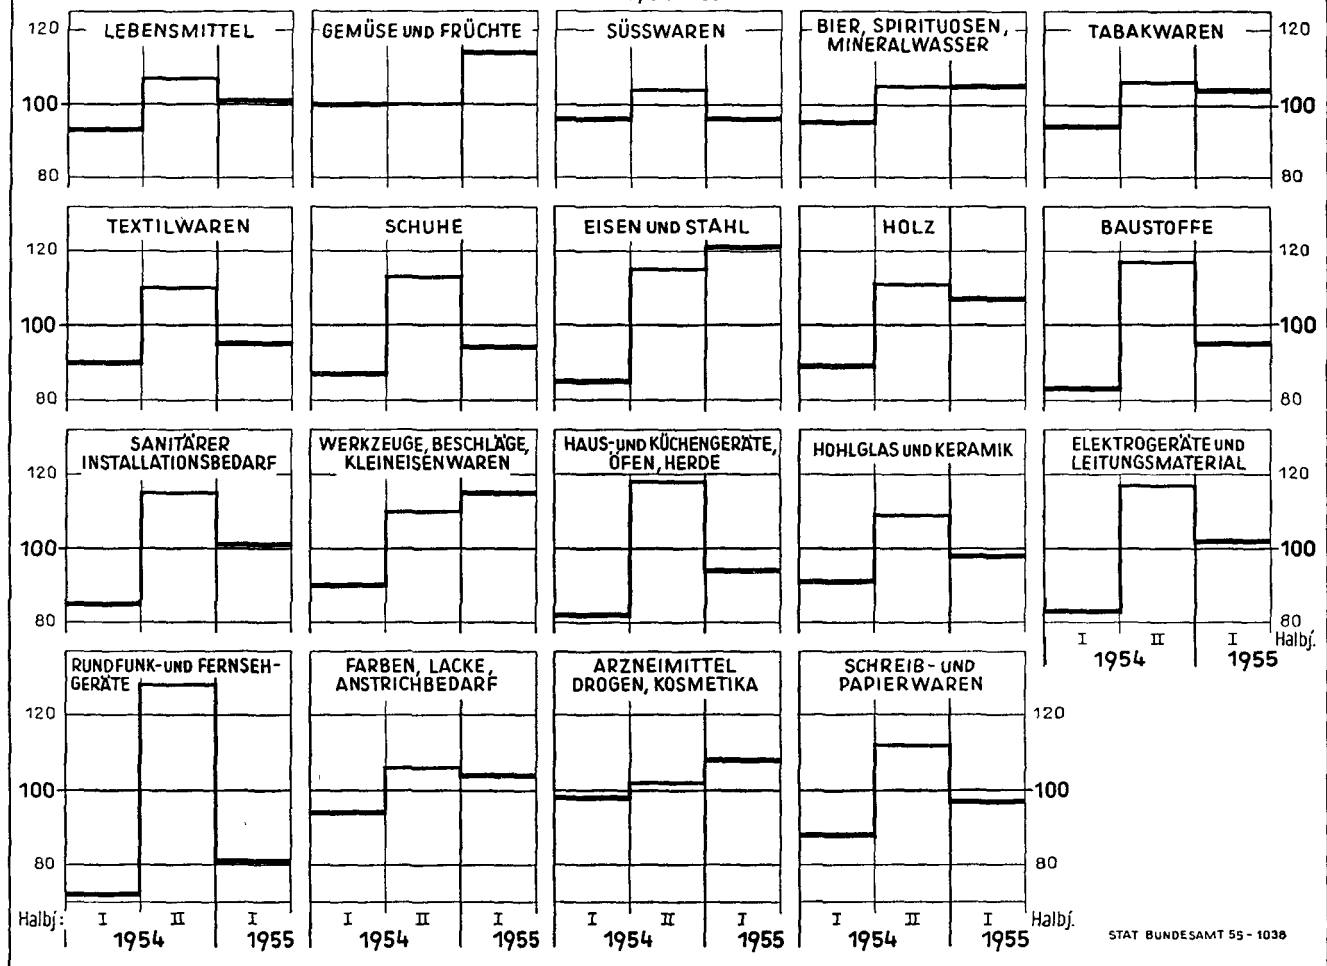 LEBENSMITTEL
GEMÜSE UND FRÜCHTE
SÜSSWAREN
BIER, SPIRITUOSEN,
MINERALWASSER
TABAKWAREN
120
120
100
100
80
80
TEXTILWAREN
SCHUHE
EISEN UND STAHL
HOLZ
BAUSTOFFE
120
120
100
100
80
80
SANITÄRER
INSTALLATIONSBEDARF
WERKZEUGE, BESCHLÄGE,
KLEINEISENWAREN
HAUS- UND KÜCHENGERÄTE,
ÖFEN, HERDE
HOHLGLAS UND KERAMIK
ELEKTROGERÄTE UND
LEITUNGSMATERIAL
120
120
100
100
80
80
I II I Halbj.
1954 1955
RUNDFUNK- UND FERNSEH-
GERÄTE
FARBEN, LACKE,
ANSTRICHBEDARF
ARZNEIMITTEL
DROGEN, KOSMETIKA
SCHREIB- UND
PAPIERWAREN
120
120
100
100
80
80
Halbj: I II I I II I I II I I II I Halbj.
1954 1955 1954 1955 1954 1955 1954 1955
STAT BUNDESAMT 55 - 1038